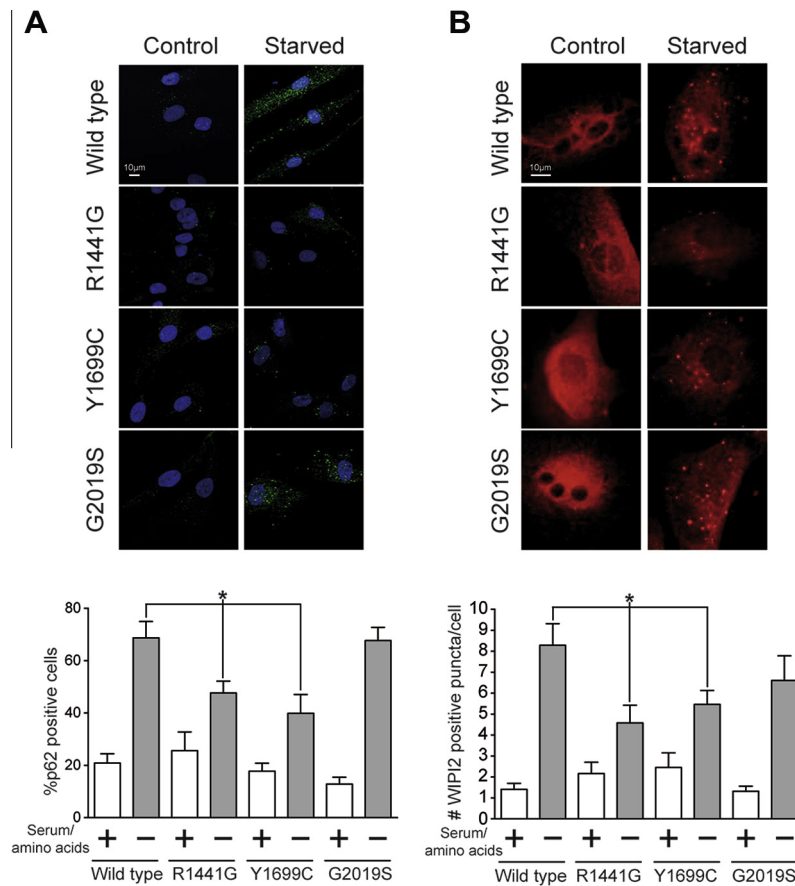 A
Control Starved
Wild type
10µm
R1441G
Y1699C
G2019S
%p62 positive cells
80
60
40
20
0
*
Serum/
amino acids
+ − + − + − + −
Wild type R1441G Y1699C G2019S
B
Control Starved
Wild type
10µm
R1441G
Y1699C
G2019S
# WIPI2 positive puncta/cell
10
9
8
7
6
5
4
3
2
1
0
*
Serum/
amino acids
+ − + − + − + −
Wild type R1441G Y1699C G2019S